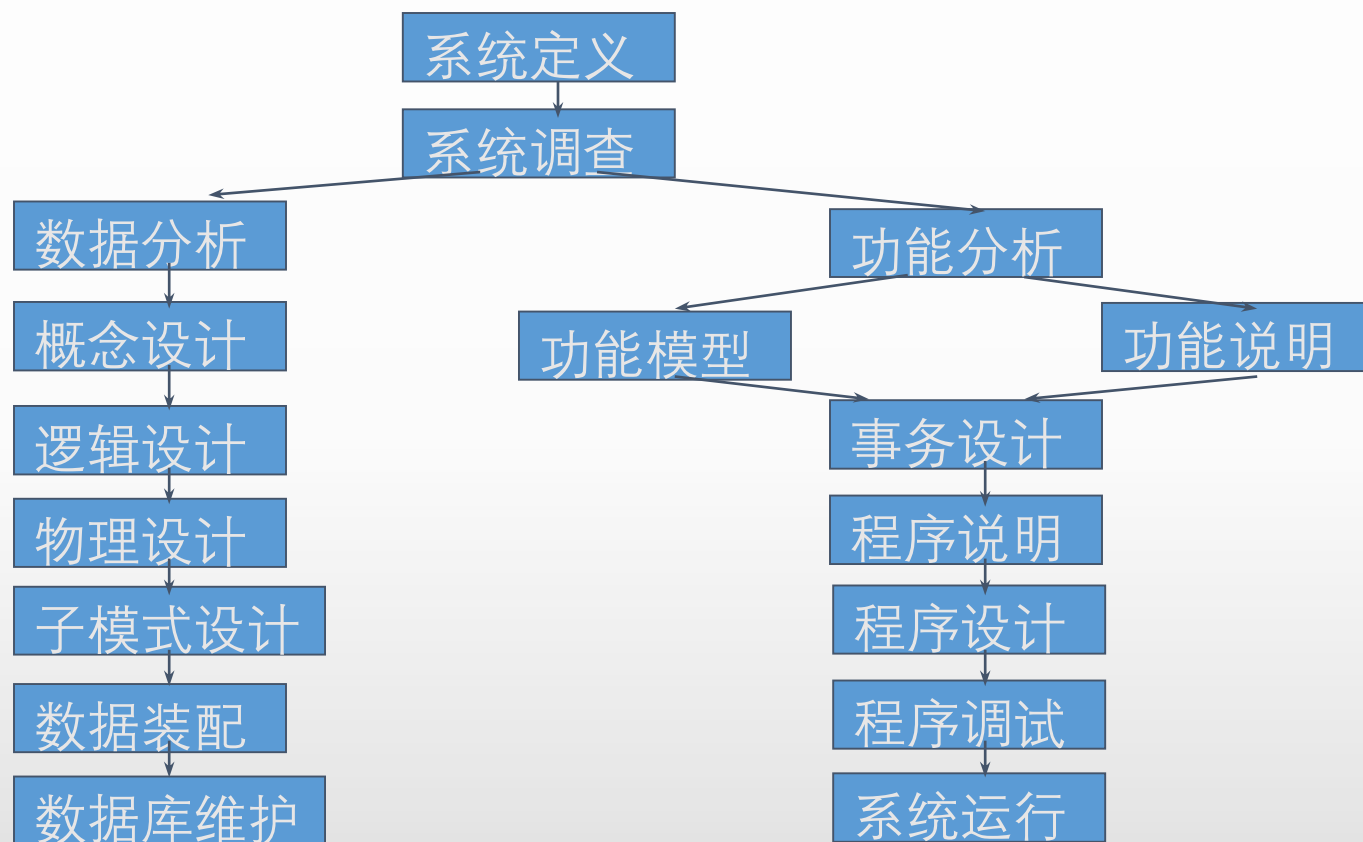 系统定义
系统调查
数据分析
功能分析
概念设计
功能模型
功能说明
逻辑设计
事务设计
物理设计
程序说明
子模式设计
程序设计
数据装配
程序调试
数据库维护
系统运行